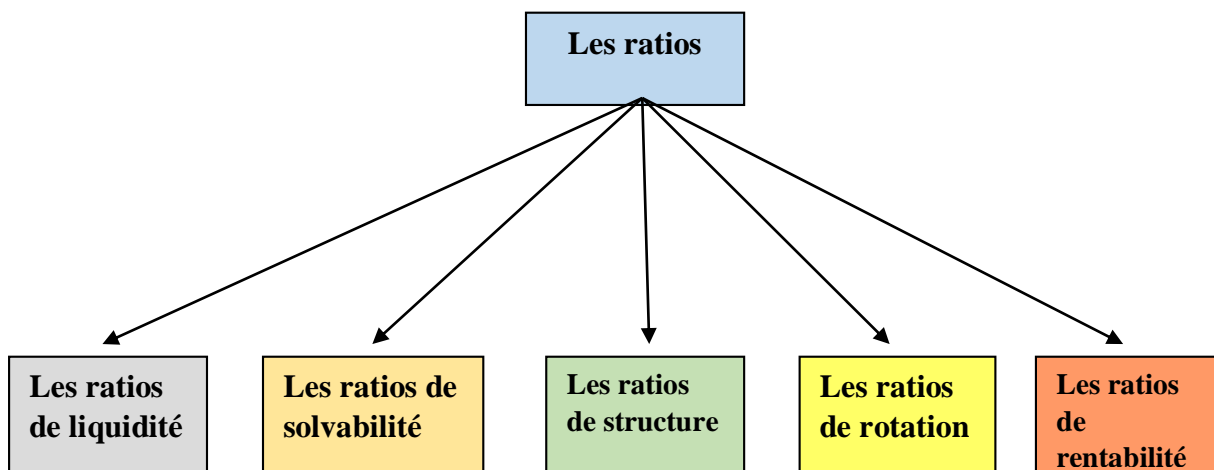 Les ratios
Les ratios
de liquidité
Les ratios de
solvabilité
Les ratios
de structure
Les ratios
de rotation
Les ratios
de
rentabilité